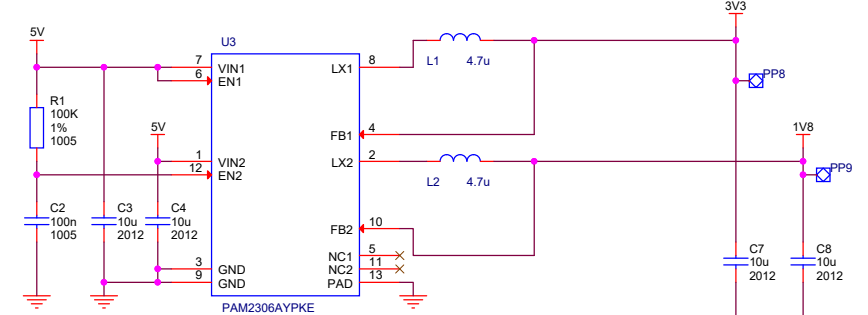 3V3
5V
U3
7
VIN1
LX1
8
L1
4.7u
6
EN1
PP8
R1
100K
1%
1005
5V
FB1
4
1V8
1
VIN2
LX2
2
12
EN2
L2
4.7u
PP9
C2
100n
1005
C3
10u
2012
C4
10u
2012
FB2
10
NC1
5
3
GND
NC2
11
9
GND
PAD
13
C7
10u
2012
C8
10u
2012
PAM2306AYPKE